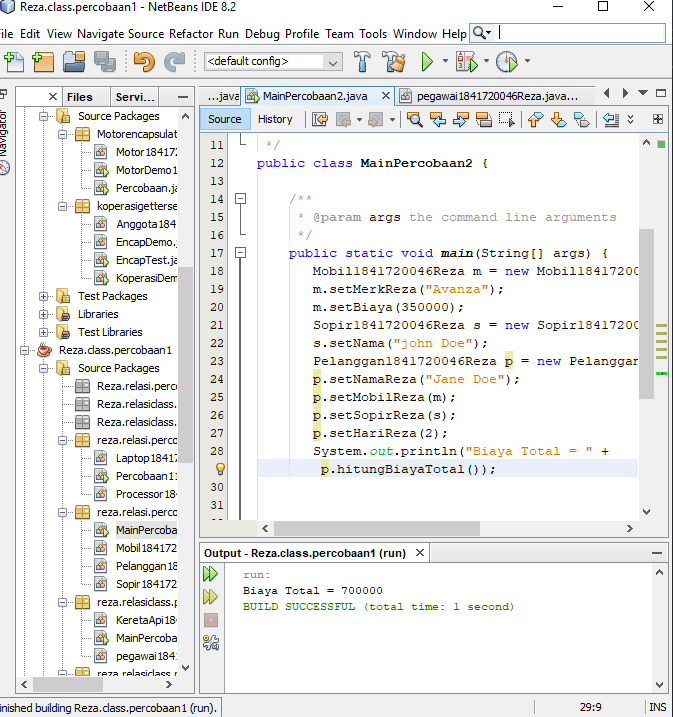 Reza.class.percobaan1 - NetBeans IDE 8.2
File Edit View Navigate Source Refactor Run Debug Profile Team Tools Window Help
<default config>
Files Servi...
...java MainPercobaan2.java pegawai1841720046Reza.java...
Source History
Navigator
Source Packages
Motorencapsulat
Motor18417
MotorDemo1
Percobaan.ja
koperasigetterse
Anggota184
EncapDemo.j
EncapTest.ja
KoperasiDem
Test Packages
Libraries
Test Libraries
Reza.class.percobaan1
Source Packages
Reza.relasi.perc
Reza.relasiclass.
Reza.relasiclass.
reza.relasi.perco
Laptop18417
Percobaan11
Processor184
reza.relasi.perco
MainPercoba
Mobil184172
Pelanggan18
Sopir184172
reza.relasiclass.p
KeretaApi18
MainPercoba
pegawai1841
reza.relasiclass.p
11 */
12 public class MainPercobaan2 {
13
14 /**
15 * @param args the command line arguments
16 */
17 public static void main(String[] args) {
18 Mobil1841720046Reza m = new Mobil18417200
19 m.setMerkReza("Avanza");
20 m.setBiaya(350000);
21 Sopir1841720046Reza s = new Sopir18417200
22 s.setNama("john Doe");
23 Pelanggan1841720046Reza p = new Pelanggan
24 p.setNamaReza("Jane Doe");
25 p.setMobilReza(m);
26 p.setSopirReza(s);
27 p.setHariReza(2);
28 System.out.println("Biaya Total = " +
p.hitungBiayaTotal());
30
31
Output - Reza.class.percobaan1 (run)
run:
Biaya Total = 700000
BUILD SUCCESSFUL (total time: 1 second)
inished building Reza.class.percobaan1 (run).
29:9 INS